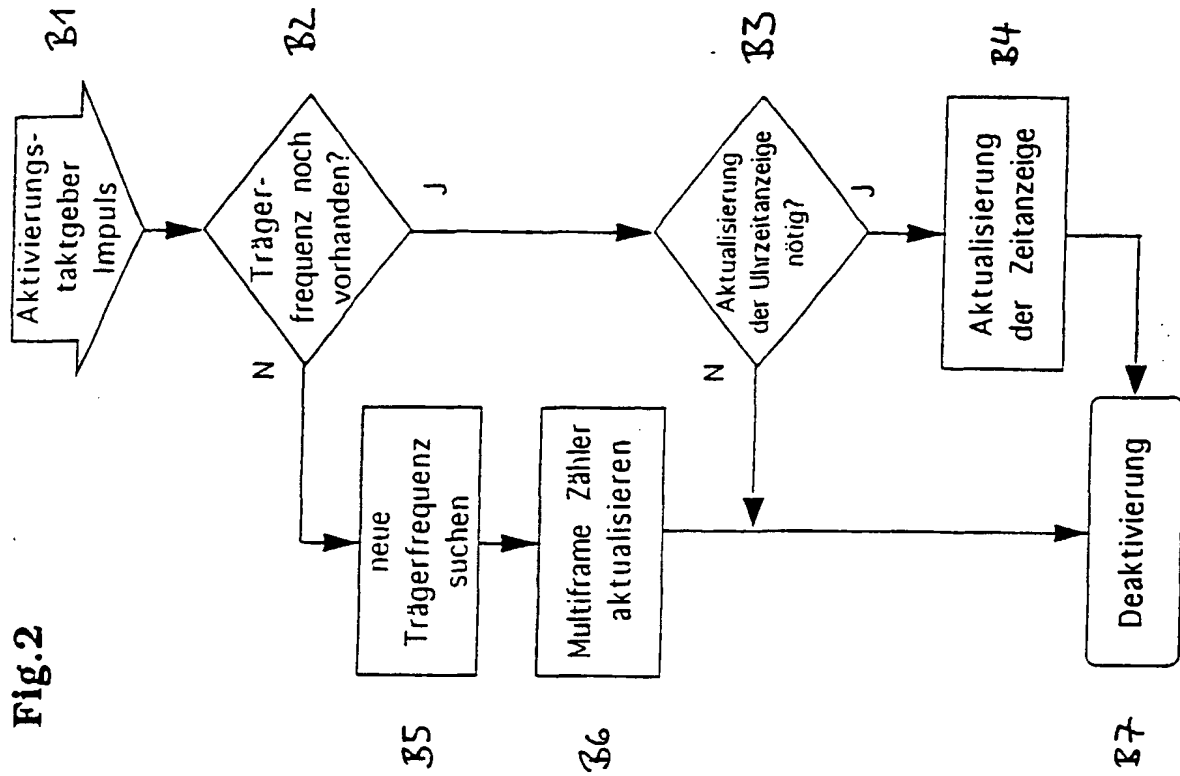 Fig.2
Aktivierungs-
taktgeber
Impuls
B1
Träger-
frequenz noch
vorhanden?
B2
N
J
neue
Trägerfrequenz
suchen
B5
Multiframe Zähler
aktualisieren
B6
Aktualisierung
der Uhrzeitanzeige
nötig?
B3
N
J
Aktualisierung
der Zeitanzeige
B4
Deaktivierung
B7